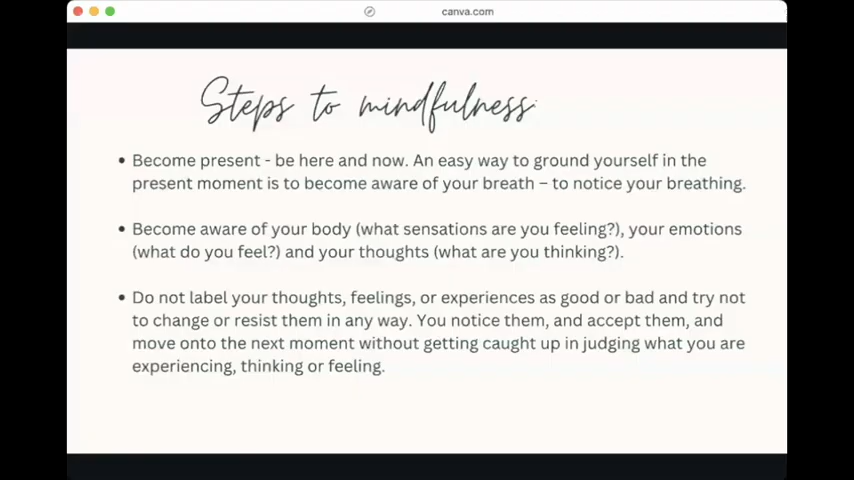 canva.com
Steps to mindfulness
• Become present - be here and now. An easy way to ground yourself in the
present moment is to become aware of your breath – to notice your breathing.
• Become aware of your body (what sensations are you feeling?), your emotions
(what do you feel?) and your thoughts (what are you thinking?).
• Do not label your thoughts, feelings, or experiences as good or bad and try not
to change or resist them in any way. You notice them, and accept them, and
move onto the next moment without getting caught up in judging what you are
experiencing, thinking or feeling.